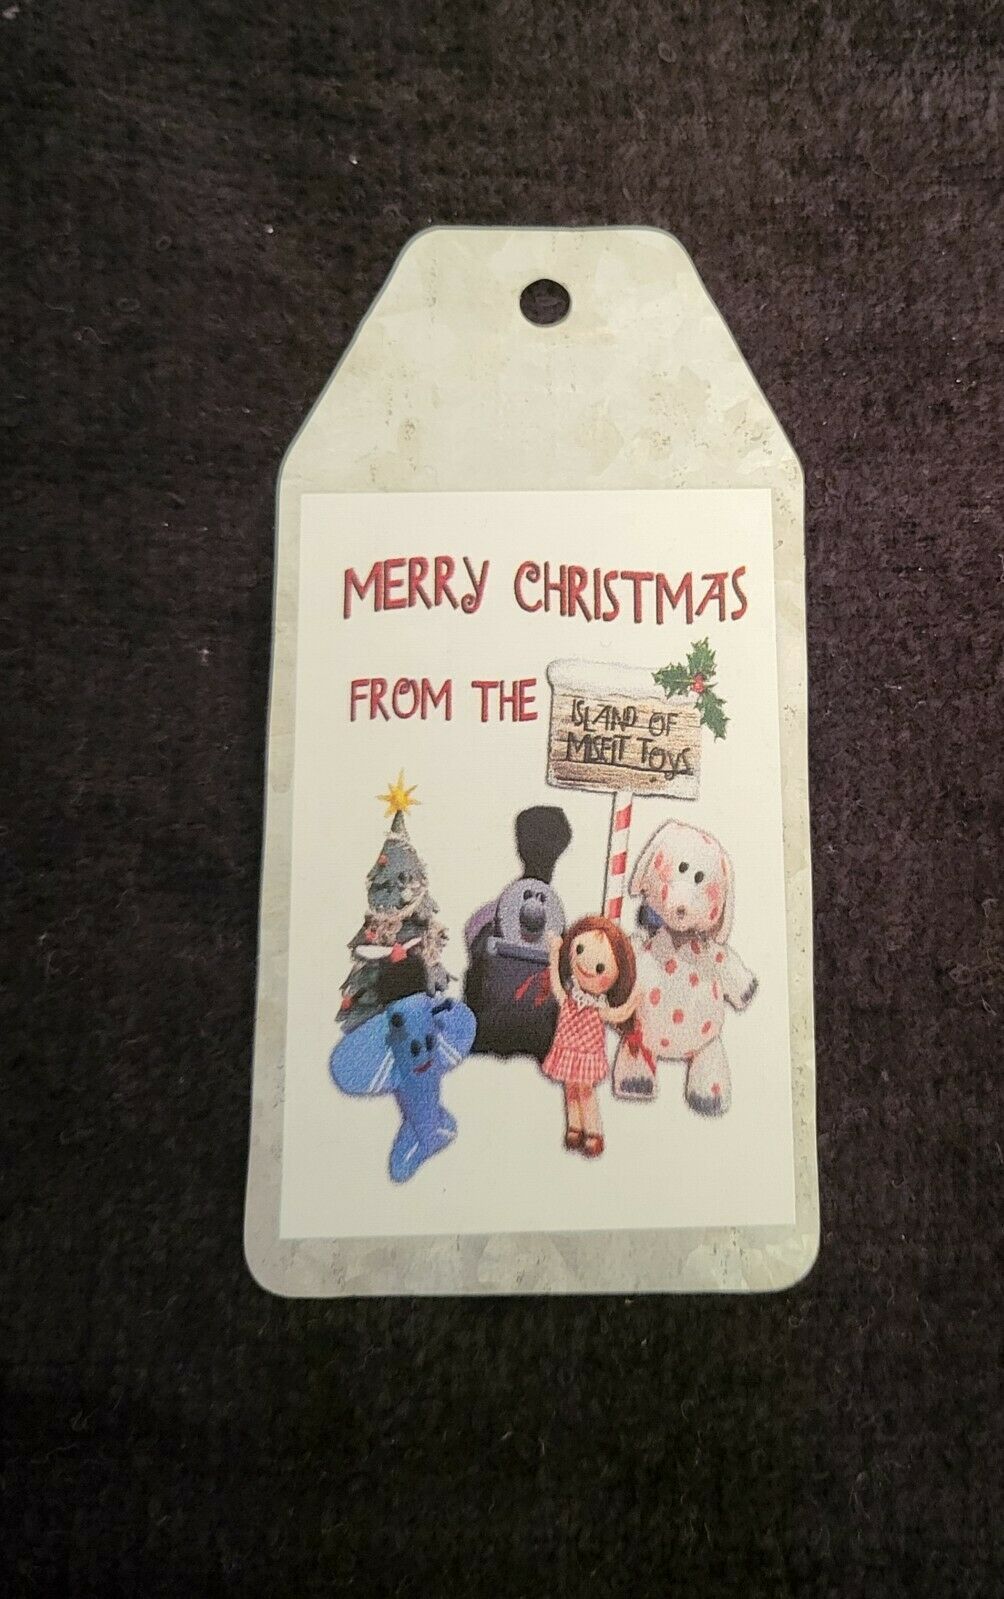 MERRY CHRISTMAS
FROM THE
ISLAND OF
MISFIT TOYS